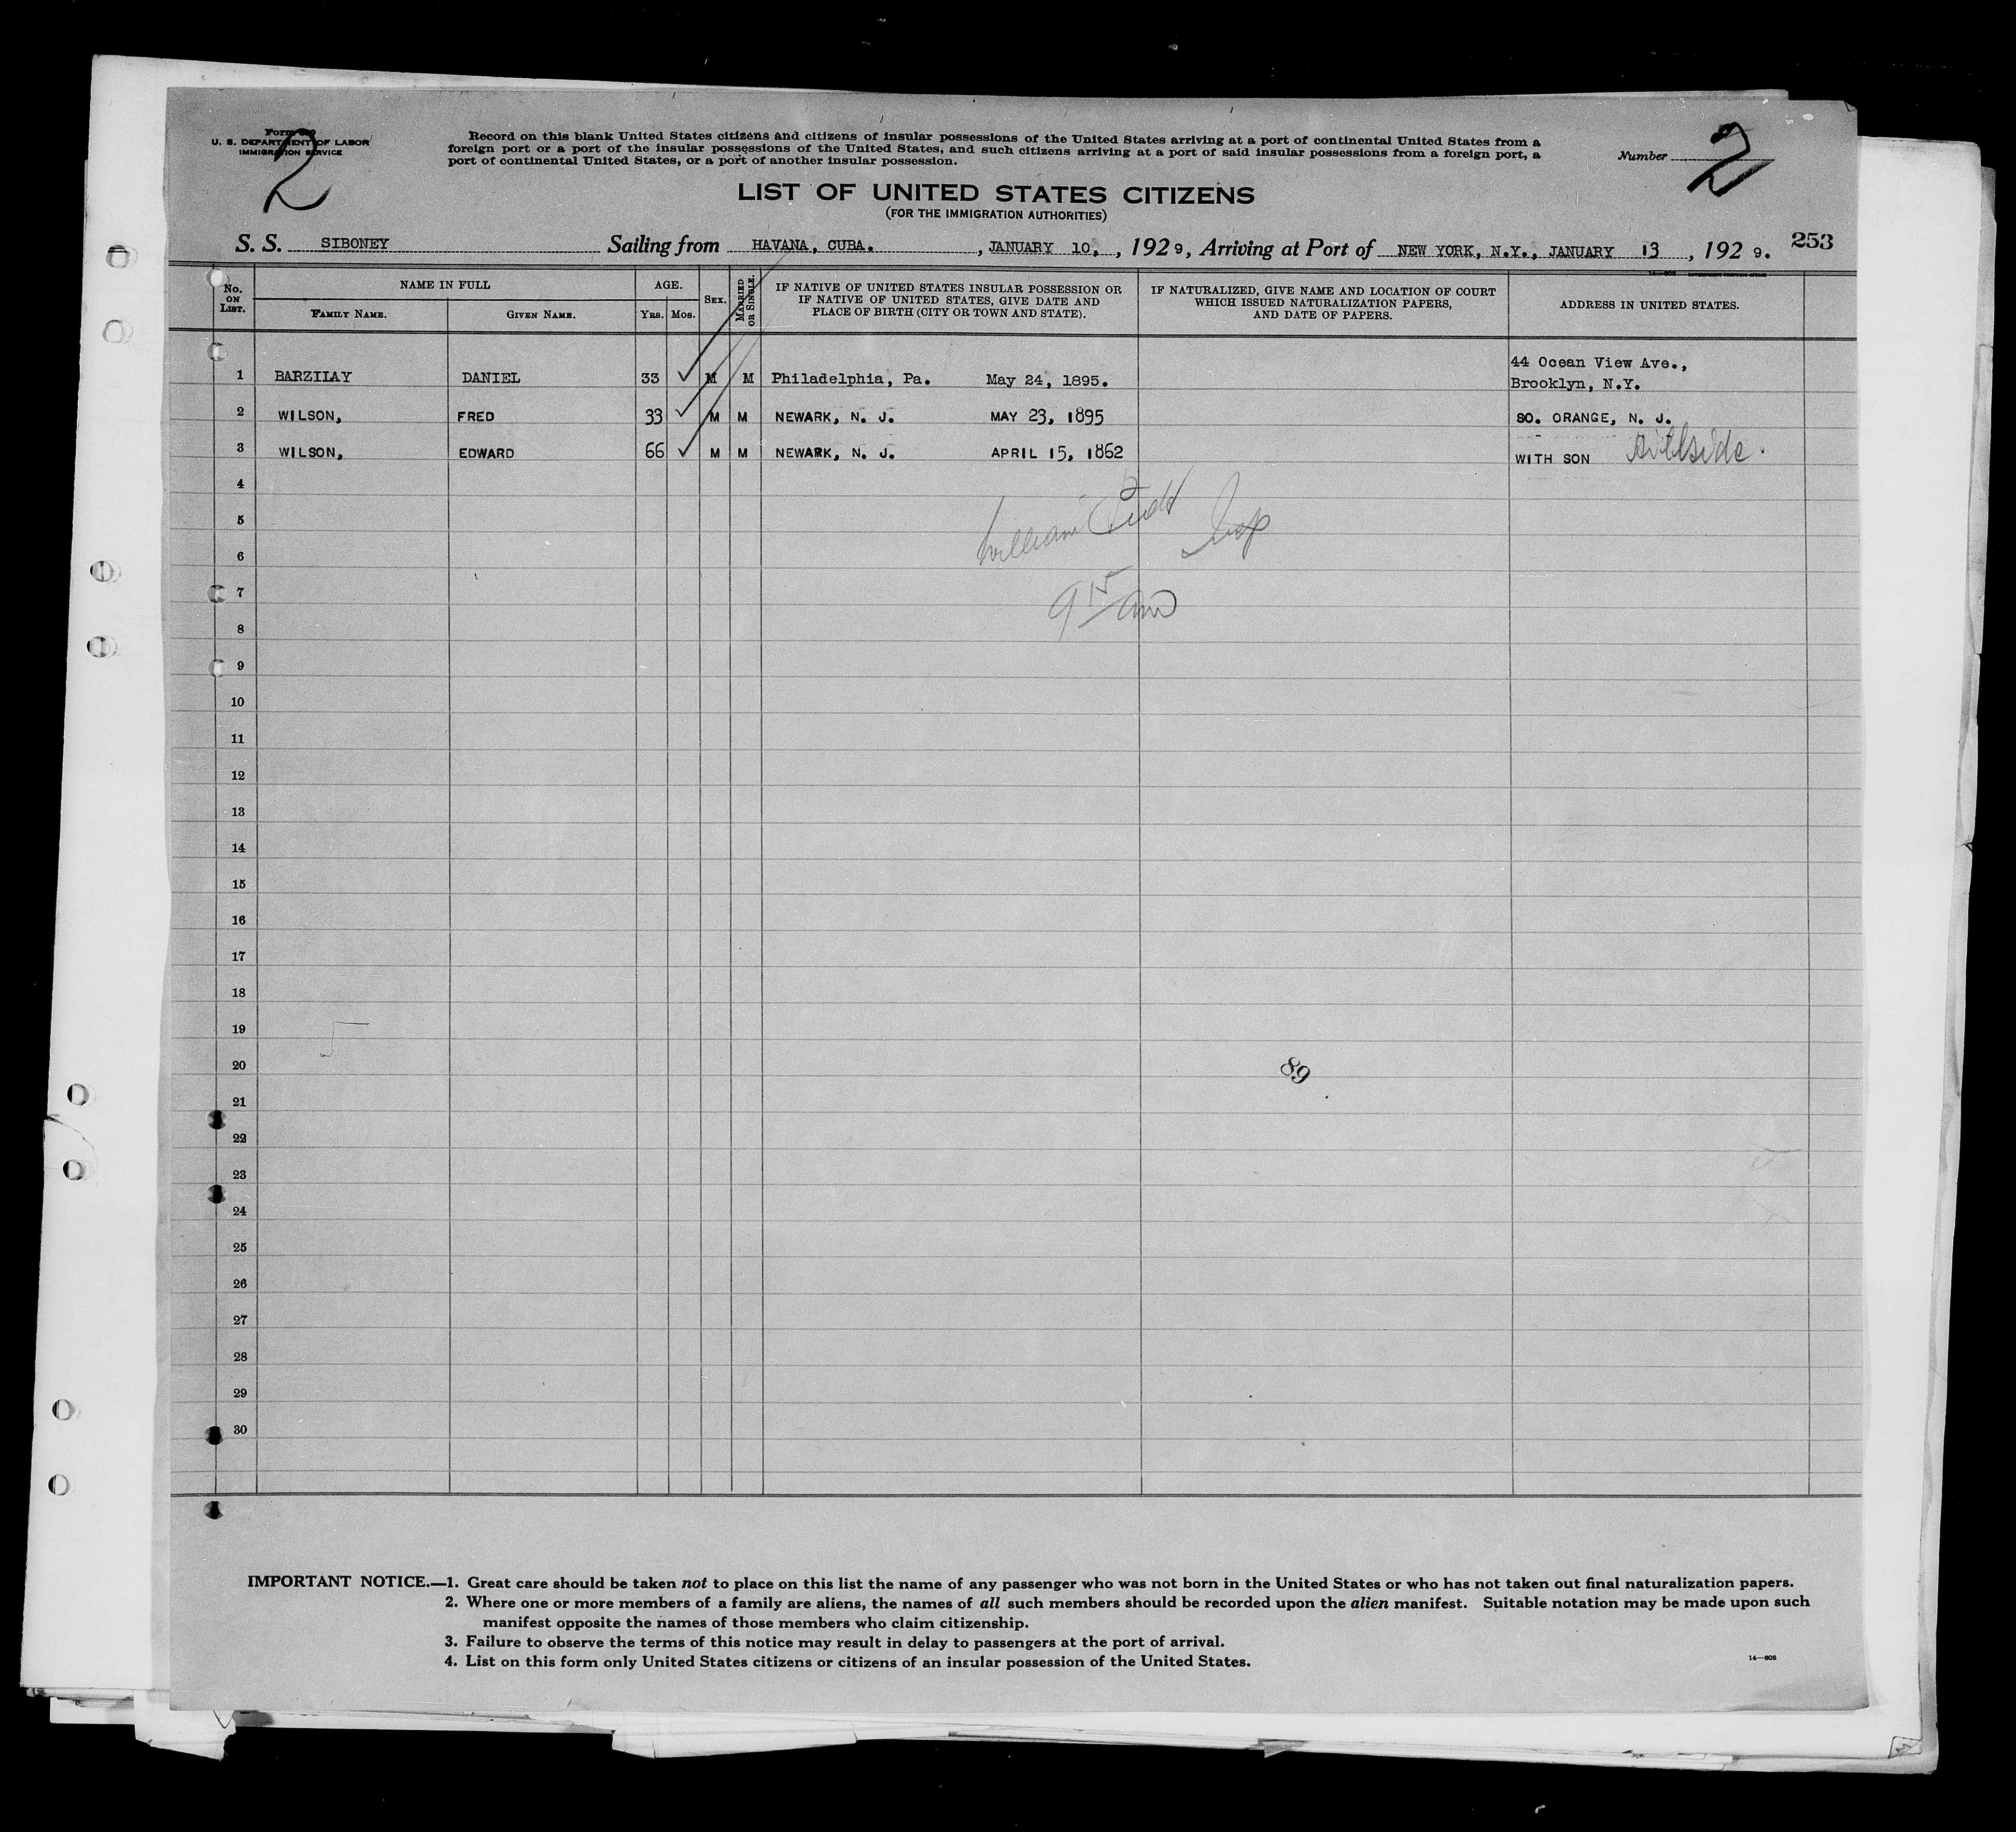 U. S. DEPARTMENT OF LABOR
IMMIGRATION SERVICE
2
Record on this blank United States citizens and citizens of insular possessions of the United States arriving at a port of continental United States from a
foreign port or a port of the insular possessions of the United States, and such citizens arriving at a port of said insular possessions from a foreign port, a
port of continental United States, or a port of another insular possession.
Number 2
LIST OF UNITED STATES CITIZENS
(FOR THE IMMIGRATION AUTHORITIES)
S. S. SIBONEY Sailing from HAVANA, CUBA. , JANUARY 10, , 1929, Arriving at Port of NEW YORK, N.Y., JANUARY 13 , 1929.
253
No. ON LIST. NAME IN FULL AGE. SEX. MARRIED OR SINGLE. IF NATIVE OF UNITED STATES INSULAR POSSESSION OR IF NATIVE OF UNITED STATES, GIVE DATE AND PLACE OF BIRTH (CITY OR TOWN AND STATE). IF NATURALIZED, GIVE NAME AND LOCATION OF COURT WHICH ISSUED NATURALIZATION PAPERS, AND DATE OF PAPERS. ADDRESS IN UNITED STATES.
FAMILY NAME. GIVEN NAME. YRS. MOS.
44 Ocean View Ave.,
1 BARZILAY DANIEL 33 ✓ M M Philadelphia, Pa. May 24, 1895. Brooklyn, N.Y.
2 WILSON, FRED 33 ✓ M M NEWARK, N. J. MAY 23, 1895 SO. ORANGE, N. J.
3 WILSON, EDWARD 66 ✓ M M NEWARK, N. J. APRIL 15, 1862 WITH SON Hillside.
4
William
5
Insp
6
9 15 am
7
8
9
10
11
12
13
14
15
16
17
18
19
20
89
21
22
23
24
25
26
27
28
29
30
IMPORTANT NOTICE.—1. Great care should be taken not to place on this list the name of any passenger who was not born in the United States or who has not taken out final naturalization papers.
2. Where one or more members of a family are aliens, the names of all such members should be recorded upon the alien manifest. Suitable notation may be made upon such
manifest opposite the names of those members who claim citizenship.
3. Failure to observe the terms of this notice may result in delay to passengers at the port of arrival.
4. List on this form only United States citizens or citizens of an insular possession of the United States.